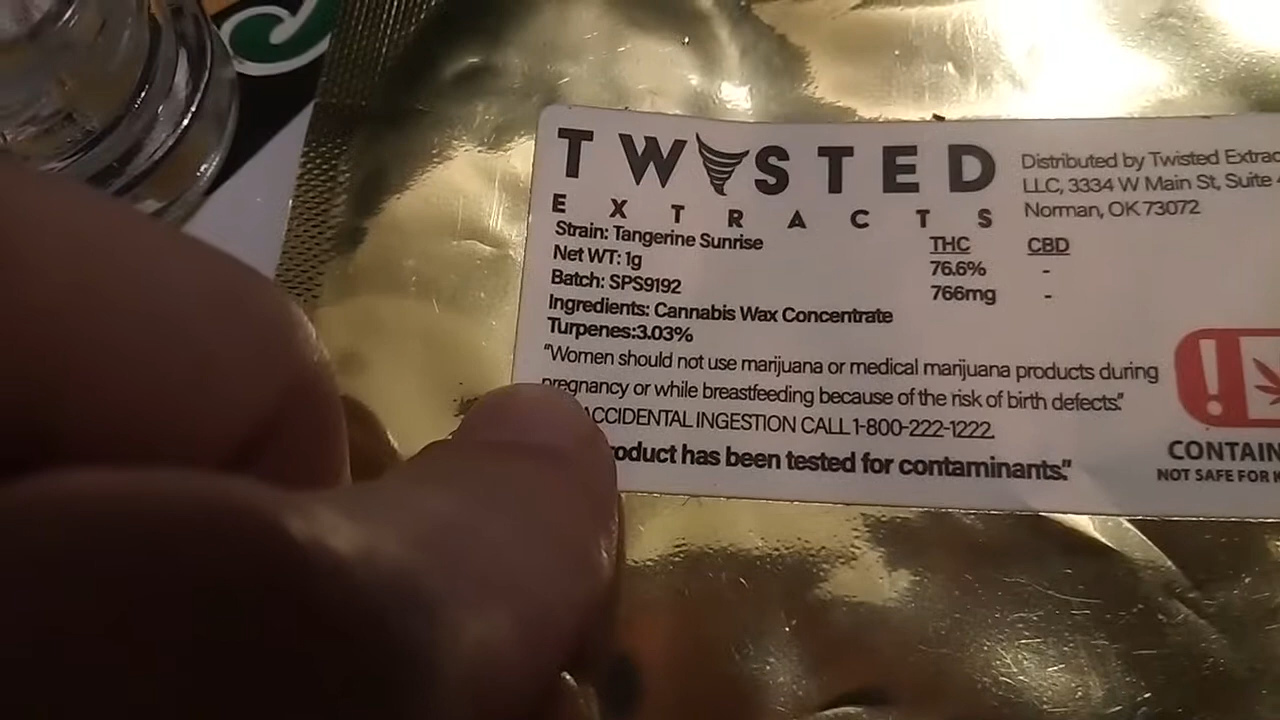 TWISTED
EXTRACTS
Distributed by Twisted
LLC, 3334 W Main St, Suite
Norman, OK 73072
Strain: Tangerine Sunrise
Net WT: 1g
Batch: SPS9192
Ingredients: Cannabis Wax Concentrate
Turpenes:3.03%
THC CBD
76.6% -
766mg -
"Women should not use marijuana or medical marijuana products during
pregnancy or while breastfeeding because of the risk of birth defects."
ACCIDENTAL INGESTION CALL 1-800-222-1222.
has been tested for contaminants."
!
NOT SAFE FOR